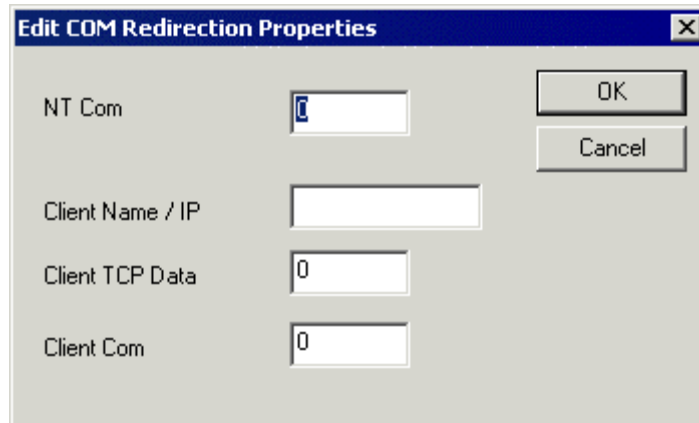 Edit COM Redirection Properties
NT Com 0
OK
Cancel
Client Name / IP
Client TCP Data 0
Client Com 0